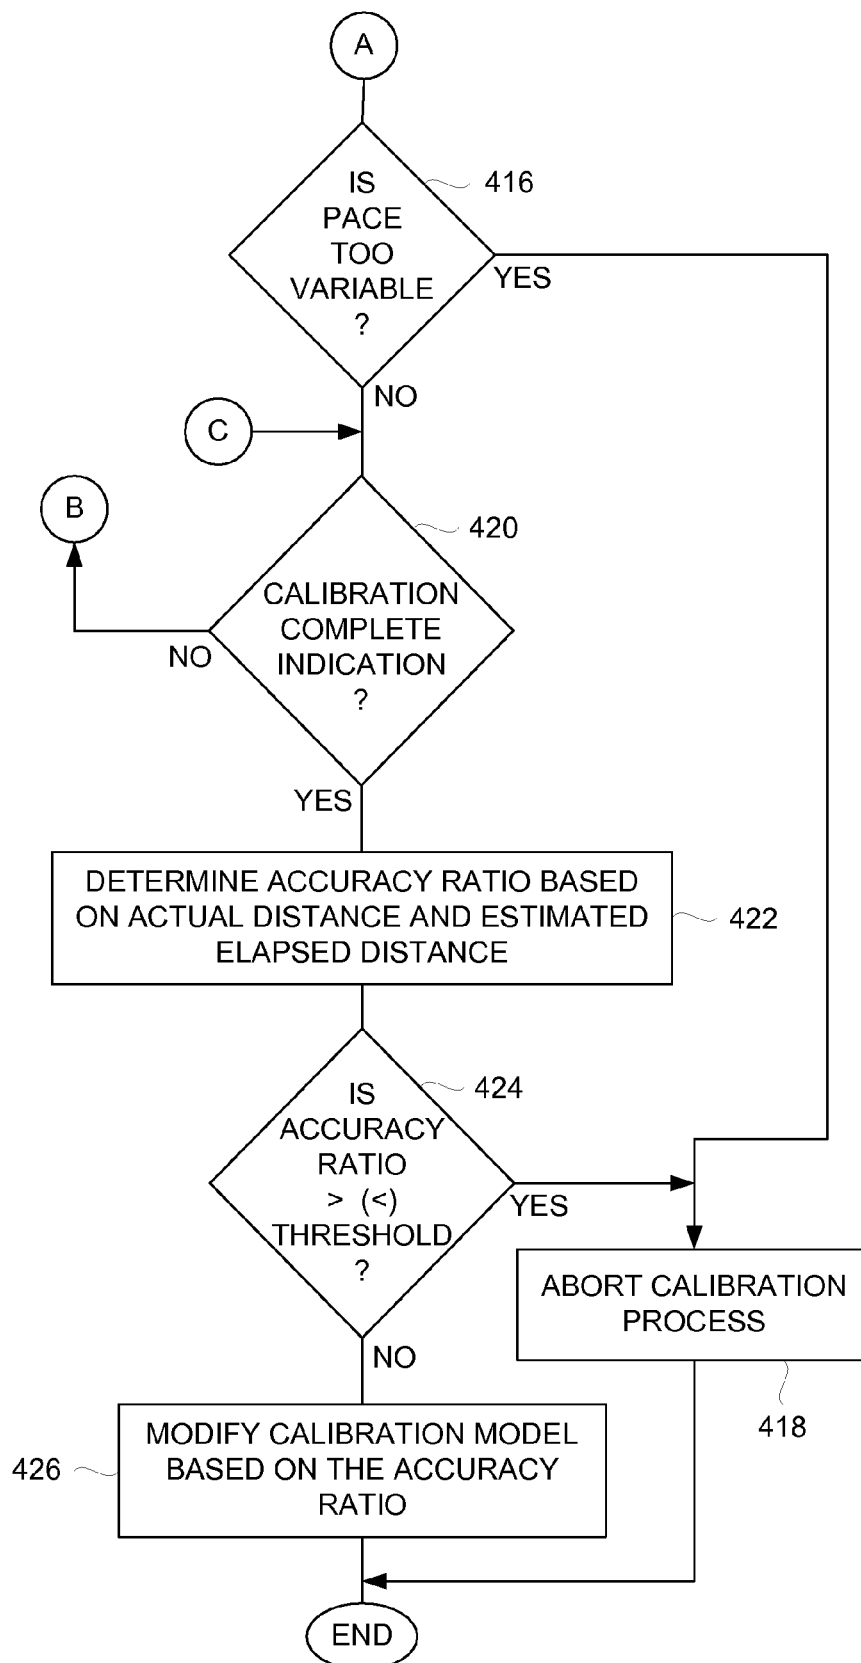 A
IS
PACE
TOO
VARIABLE
?
416
YES
NO
C
B
420
CALIBRATION
COMPLETE
INDICATION
?
NO
YES
DETERMINE ACCURACY RATIO BASED
ON ACTUAL DISTANCE AND ESTIMATED
ELAPSED DISTANCE
422
IS
ACCURACY
RATIO
> (<)
THRESHOLD
?
424
YES
NO
ABORT CALIBRATION
PROCESS
418
MODIFY CALIBRATION MODEL
BASED ON THE ACCURACY
RATIO
426
END